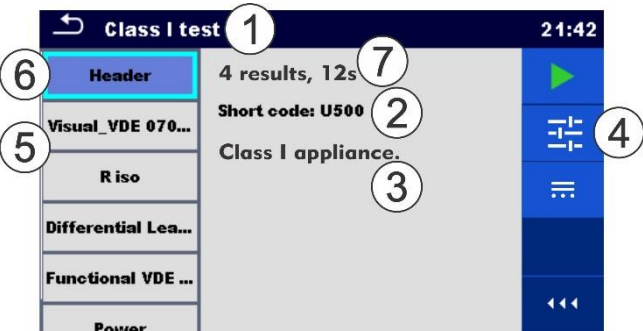 Class I test 1 21:42
6 Header
4 results, 12s 7
Short code: U500 2
5 Visual_VDE 070...
Class I appliance.
4
3
R iso
Differential Lea...
Functional VDE ...
Power